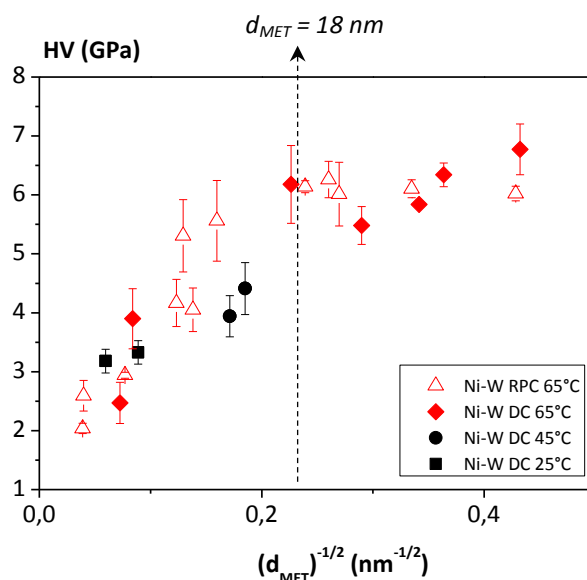 d_MET = 18 nm
HV (GPa)
8
7
6
5
4
3
2
1
Ni-W RPC 65°C
Ni-W DC 65°C
Ni-W DC 45°C
Ni-W DC 25°C
0,0
0,2
0,4
(d_MET)^-1/2 (nm^-1/2)